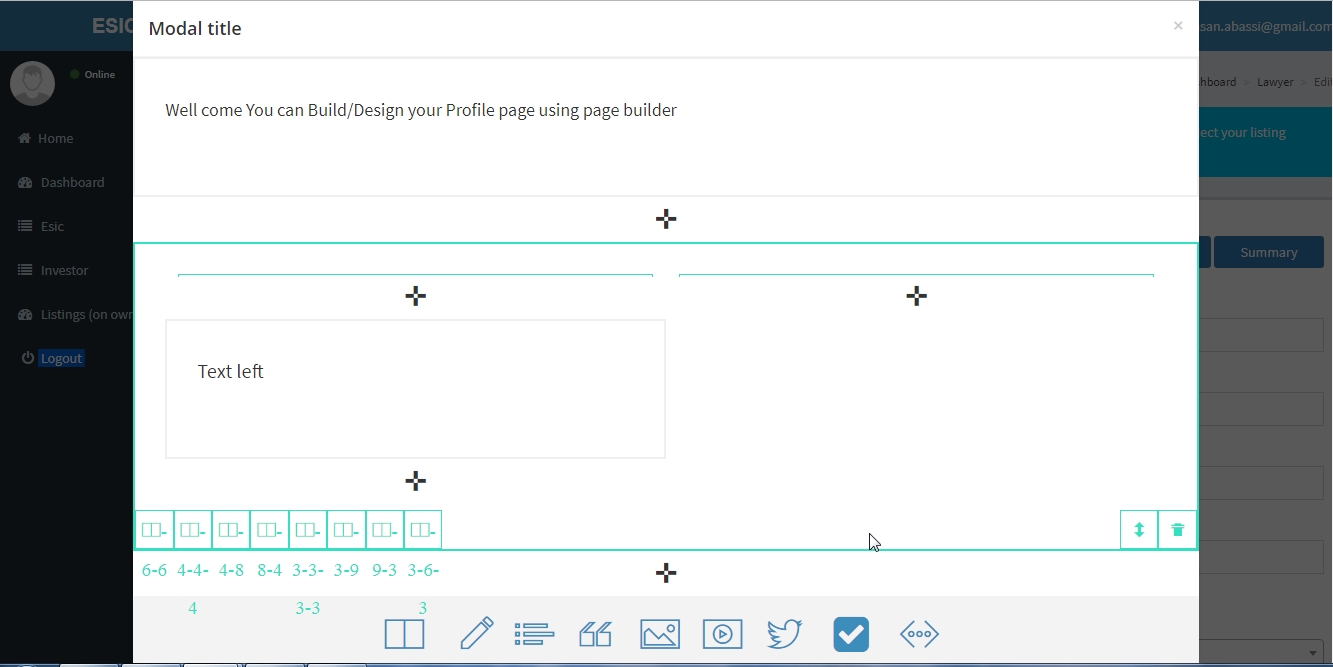 ESIC
Modal title
×
san.abassi@gmail.com
Online
hboard > Lawyer > Edit
Home
Well come You can Build/Design your Profile page using page builder
ect your listing
Dashboard
Esic
Summary
Investor
Listings (on own
Logout
Text left
6-6 4-4- 4-8 8-4 3-3- 3-9 9-3 3-6-
4 3-3 3